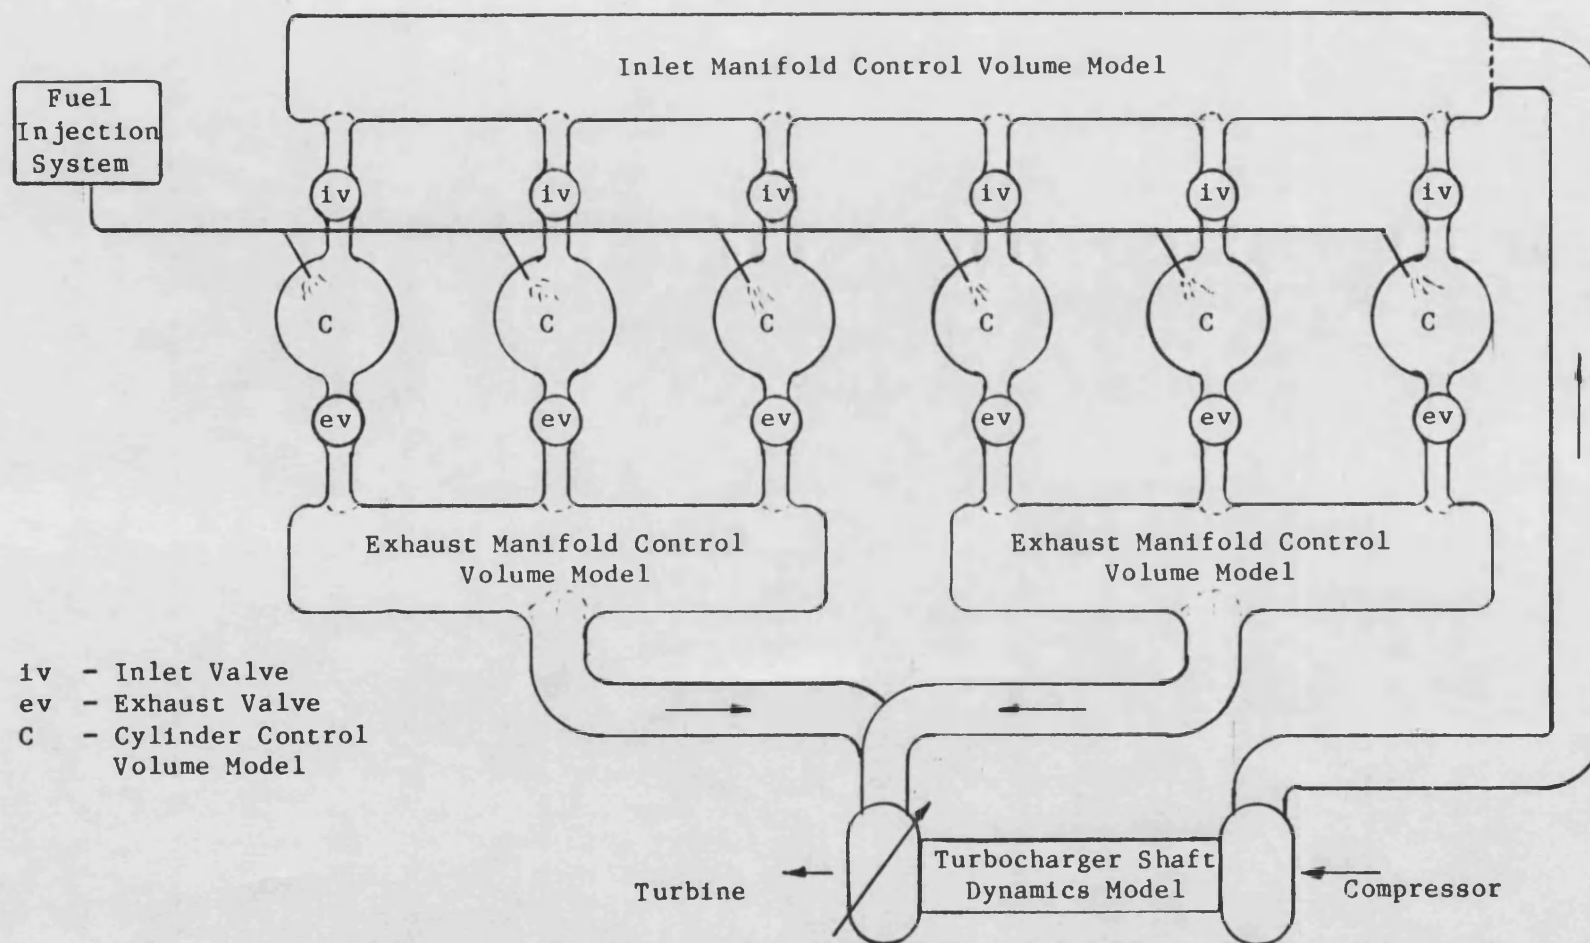 Inlet Manifold Control Volume Model
Fuel
Injection
System
iv iv iv iv iv iv
C C C C C C
ev ev ev ev ev ev
Exhaust Manifold Control
Volume Model
Exhaust Manifold Control
Volume Model
iv - Inlet Valve
ev - Exhaust Valve
C - Cylinder Control
Volume Model
Turbine
Turbocharger Shaft
Dynamics Model
Compressor